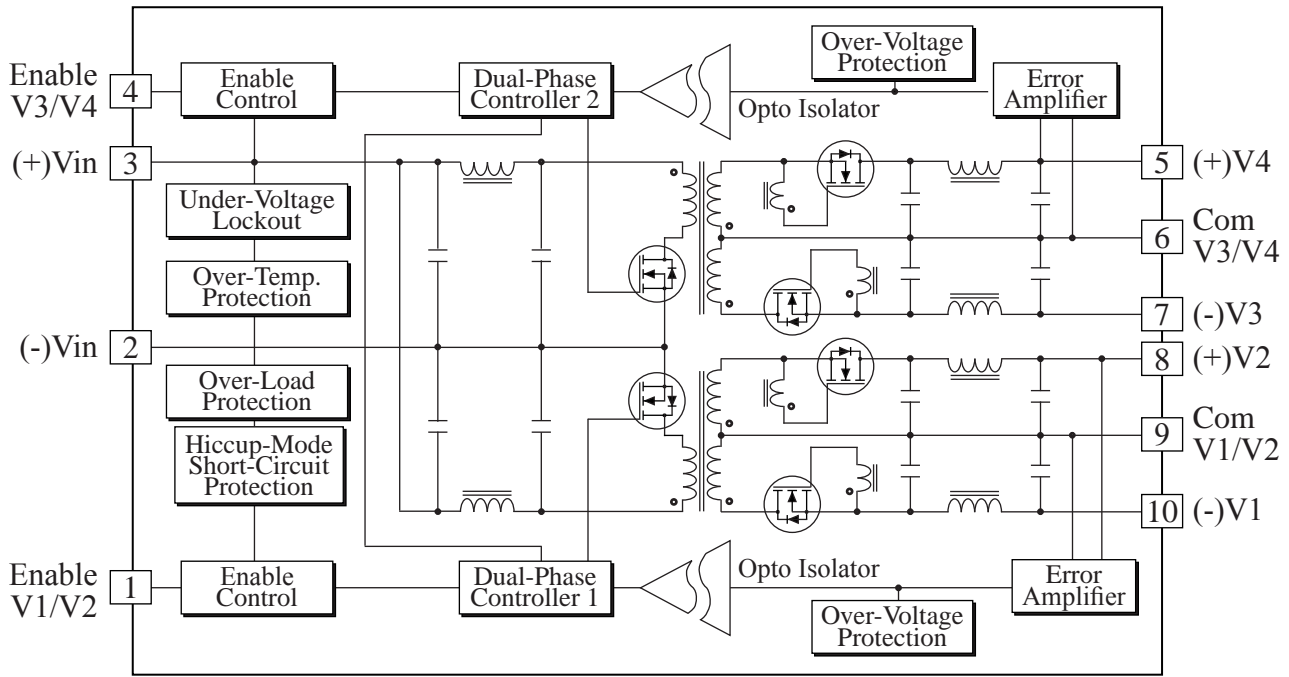 Enable
V3/V4
4
Enable
Control
Dual-Phase
Controller 2
Opto Isolator
Over-Voltage
Protection
Error
Amplifier
(+)Vin
3
5
(+)V4
Under-Voltage
Lockout
6
Com
V3/V4
Over-Temp.
Protection
7
(-)V3
(-)Vin
2
8
(+)V2
Over-Load
Protection
9
Com
V1/V2
Hiccup-Mode
Short-Circuit
Protection
10
(-)V1
Enable
V1/V2
1
Enable
Control
Dual-Phase
Controller 1
Opto Isolator
Over-Voltage
Protection
Error
Amplifier